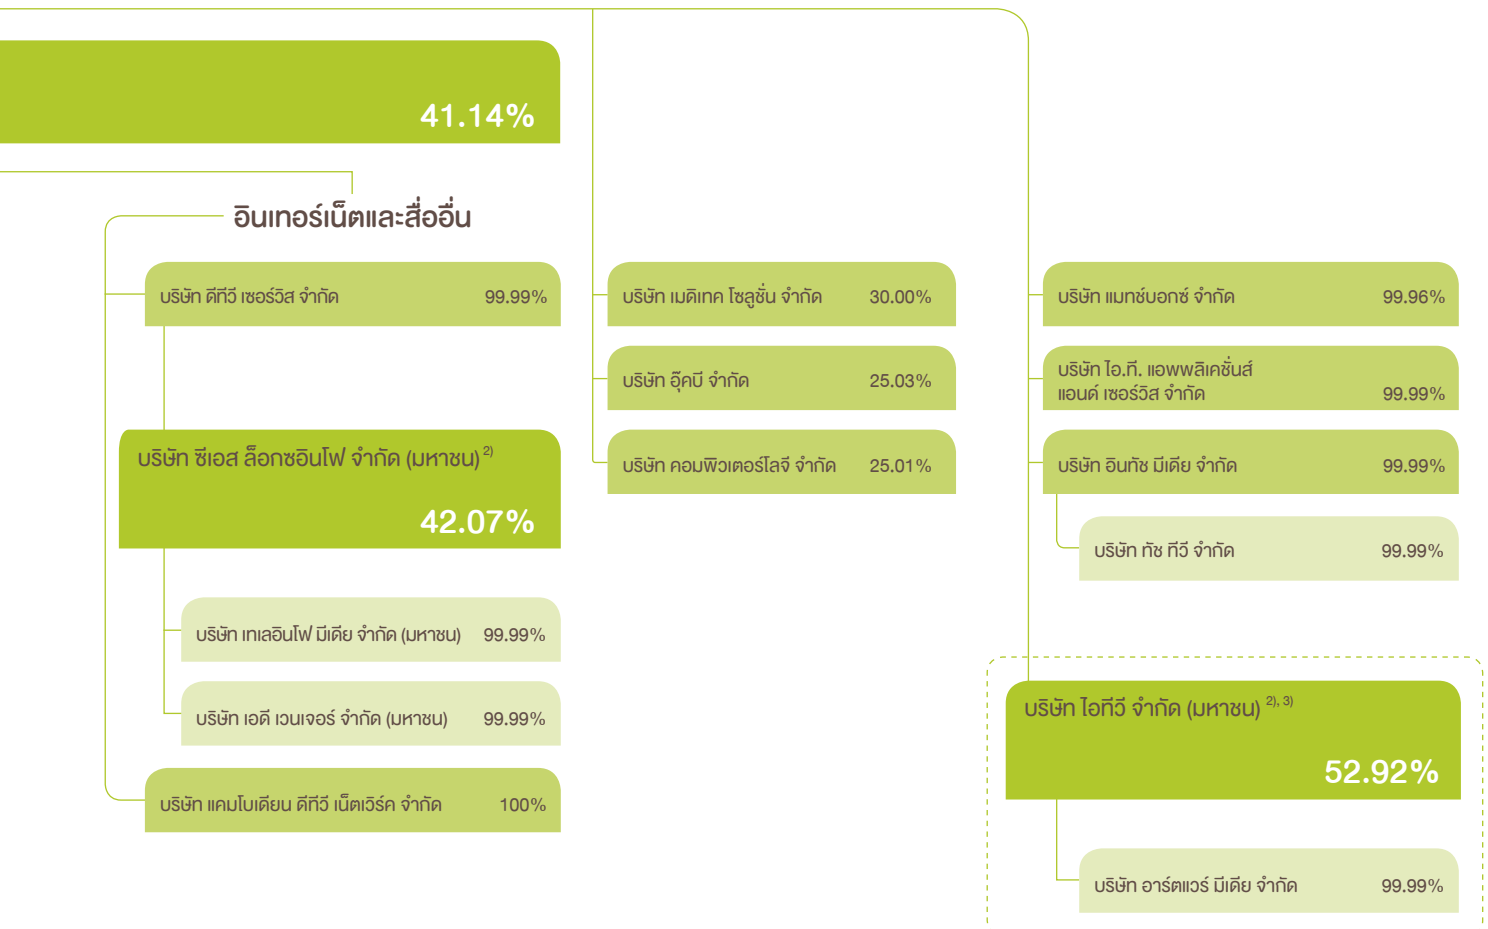 41.14%
อินเทอร์เน็ตและสื่ออื่น
บริษัท ดีทีวี เซอร์วิส จำกัด 99.99%
บริษัท ซีเอส ล็อกซอินโฟ จำกัด (มหาชน) 2)
42.07%
บริษัท เทเลอินโฟ มีเดีย จำกัด (มหาชน) 99.99%
บริษัท เอดี เวนเจอร์ จำกัด (มหาชน) 99.99%
บริษัท แคมโบเดียน ดีทีวี เน็ตเวิร์ค จำกัด 100%
บริษัท เมดิเทค โซลูชั่น จำกัด 30.00%
บริษัท อุ๊คบี จำกัด 25.03%
บริษัท คอมพิวเตอร์โลจี จำกัด 25.01%
บริษัท แมทช์บอกซ์ จำกัด 99.96%
บริษัท ไอ.ที. แอพพลิเคชั่นส์
แอนด์ เซอร์วิส จำกัด 99.99%
บริษัท อินทัช มีเดีย จำกัด 99.99%
บริษัท ทัช ทีวี จำกัด 99.99%
บริษัท ไอทีวี จำกัด (มหาชน) 2), 3)
52.92%
บริษัท อาร์ตแวร์ มีเดีย จำกัด 99.99%